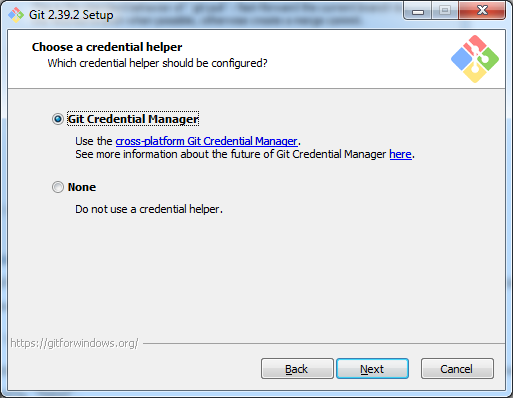 Git 2.39.2 Setup
Choose a credential helper
Which credential helper should be configured?
Git Credential Manager
Use the cross-platform Git Credential Manager.
See more information about the future of Git Credential Manager here.
None
Do not use a credential helper.
https://gitforwindows.org/
Back Next Cancel